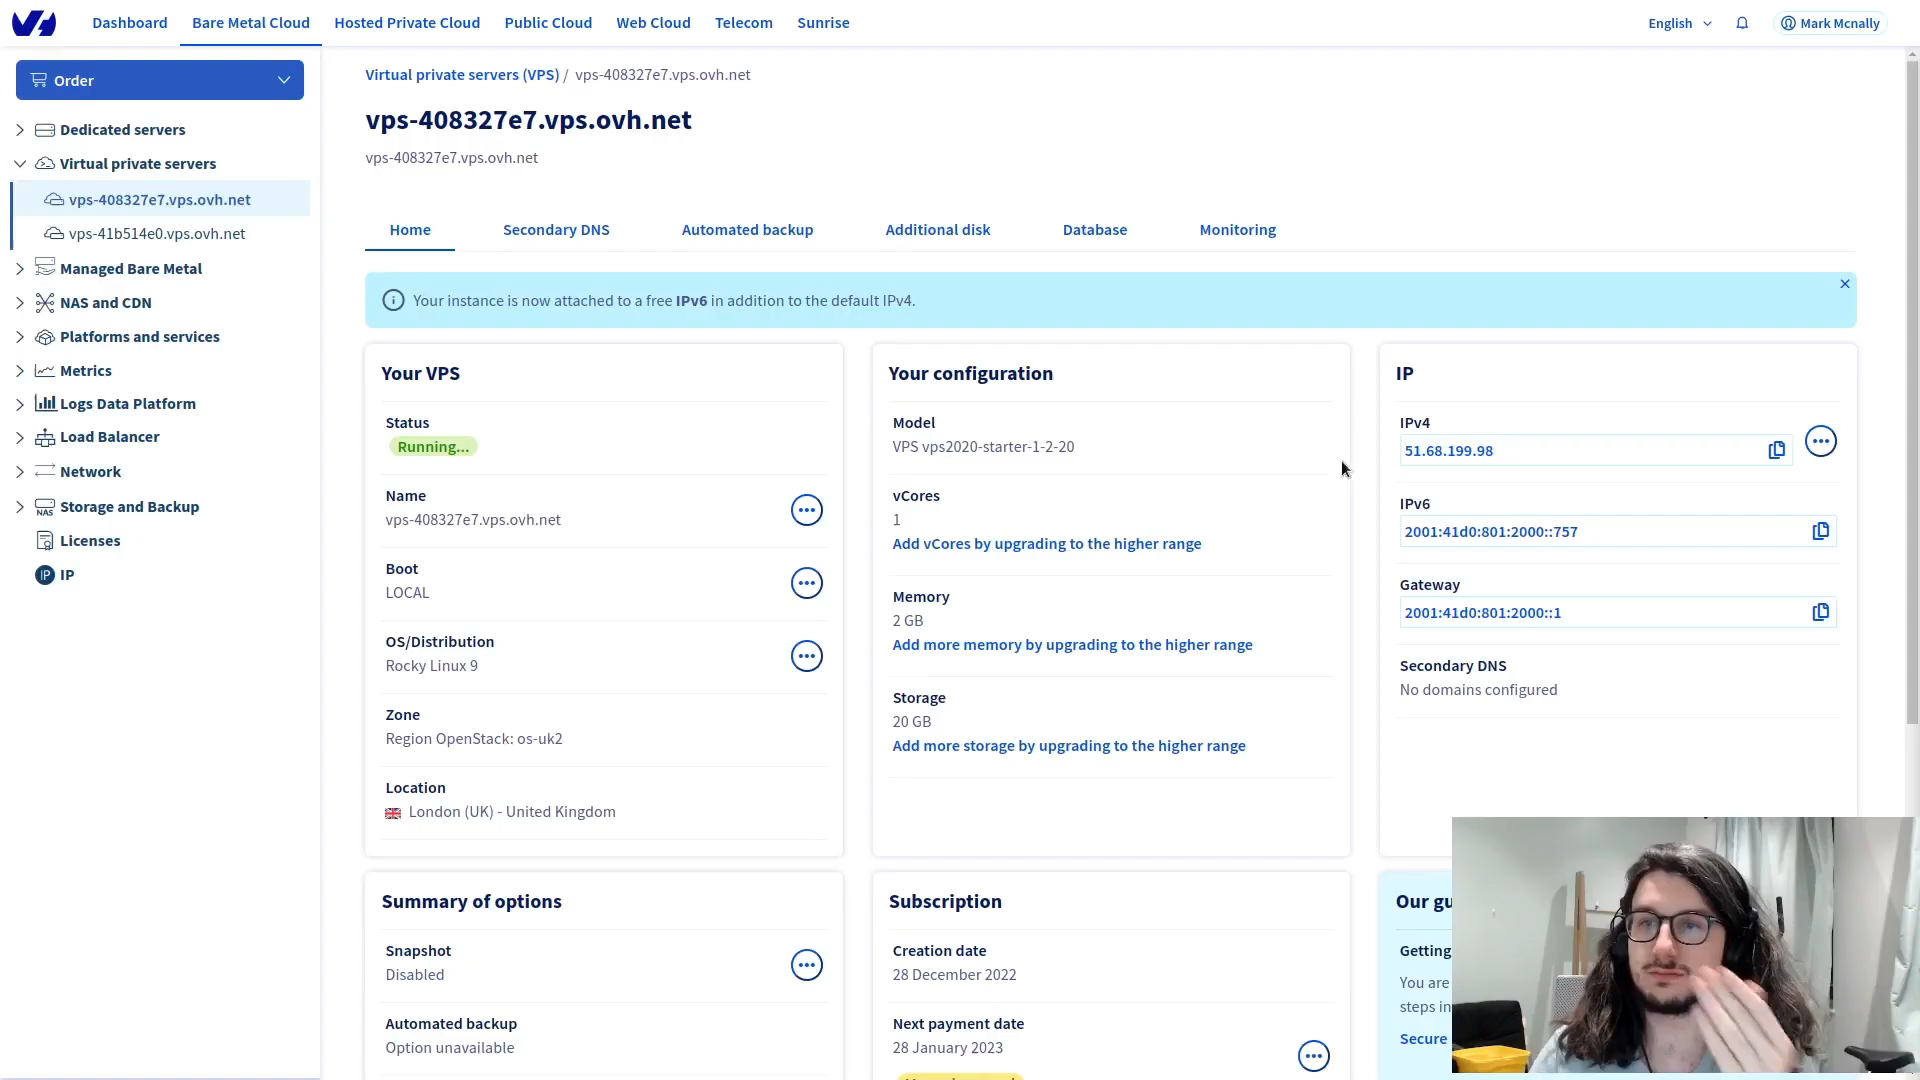 Dashboard
Bare Metal Cloud
Hosted Private Cloud
Public Cloud
Web Cloud
Telecom
Sunrise
English
Mark Mcnally
Order
Dedicated servers
Virtual private servers
vps-408327e7.vps.ovh.net
vps-41b514e0.vps.ovh.net
Managed Bare Metal
NAS and CDN
Platforms and services
Metrics
Logs Data Platform
Load Balancer
Network
NAS
Storage and Backup
Licenses
IP
IP
Virtual private servers (VPS) / vps-408327e7.vps.ovh.net
vps-408327e7.vps.ovh.net
vps-408327e7.vps.ovh.net
Home
Secondary DNS
Automated backup
Additional disk
Database
Monitoring
Your instance is now attached to a free IPv6 in addition to the default IPv4.
Your VPS
Status
Running...
Name
vps-408327e7.vps.ovh.net
Boot
LOCAL
OS/Distribution
Rocky Linux 9
Zone
Region OpenStack: os-uk2
Location
London (UK) - United Kingdom
Your configuration
Model
VPS vps2020-starter-1-2-20
vCores
1
Add vCores by upgrading to the higher range
Memory
2 GB
Add more memory by upgrading to the higher range
Storage
20 GB
Add more storage by upgrading to the higher range
IP
IPv4
51.68.199.98
IPv6
2001:41d0:801:2000::757
Gateway
2001:41d0:801:2000::1
Secondary DNS
No domains configured
Summary of options
Snapshot
Disabled
Automated backup
Option unavailable
Subscription
Creation date
28 December 2022
Next payment date
28 January 2023
Our gu
Getting
You are
steps in
Secure